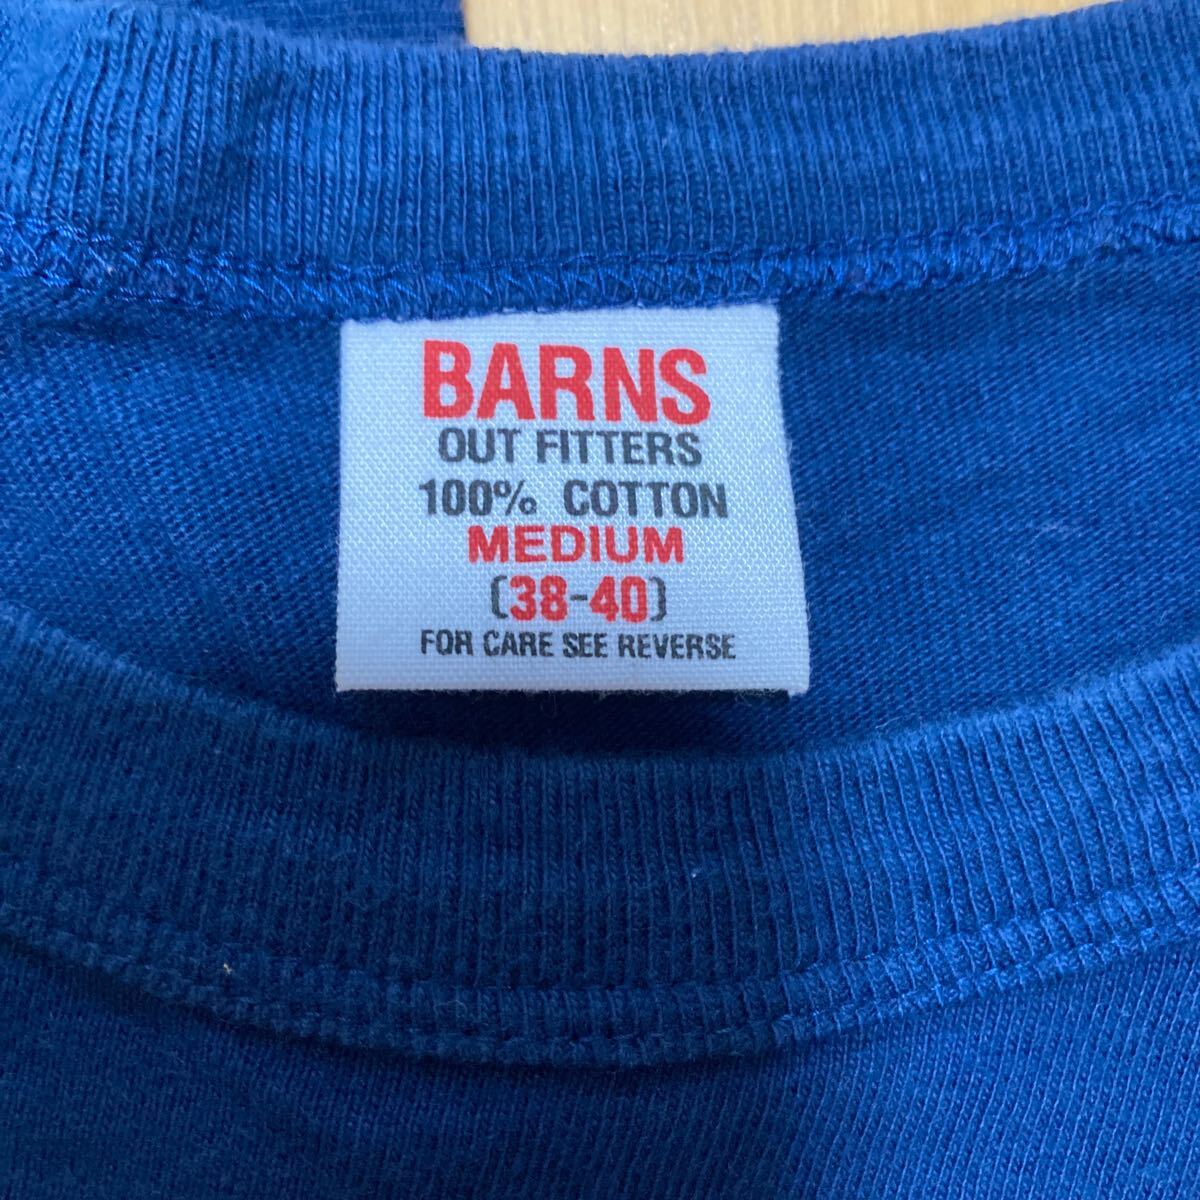 BARNS
OUT FITTERS
100% COTTON
MEDIUM
(38-40)
FOR CARE SEE REVERSE